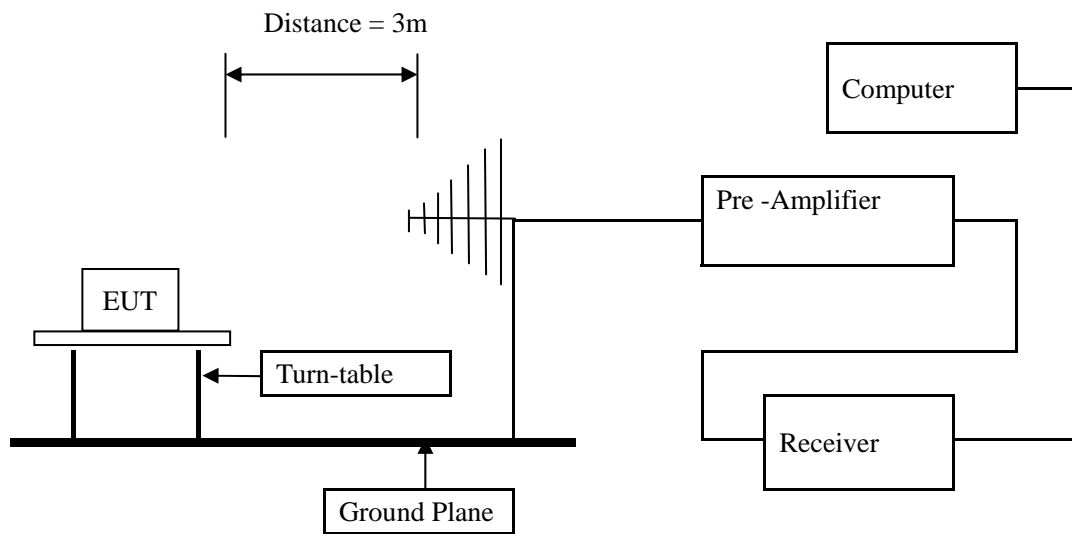 Distance = 3m
Computer
Pre -Amplifier
EUT
Turn-table
Receiver
Ground Plane